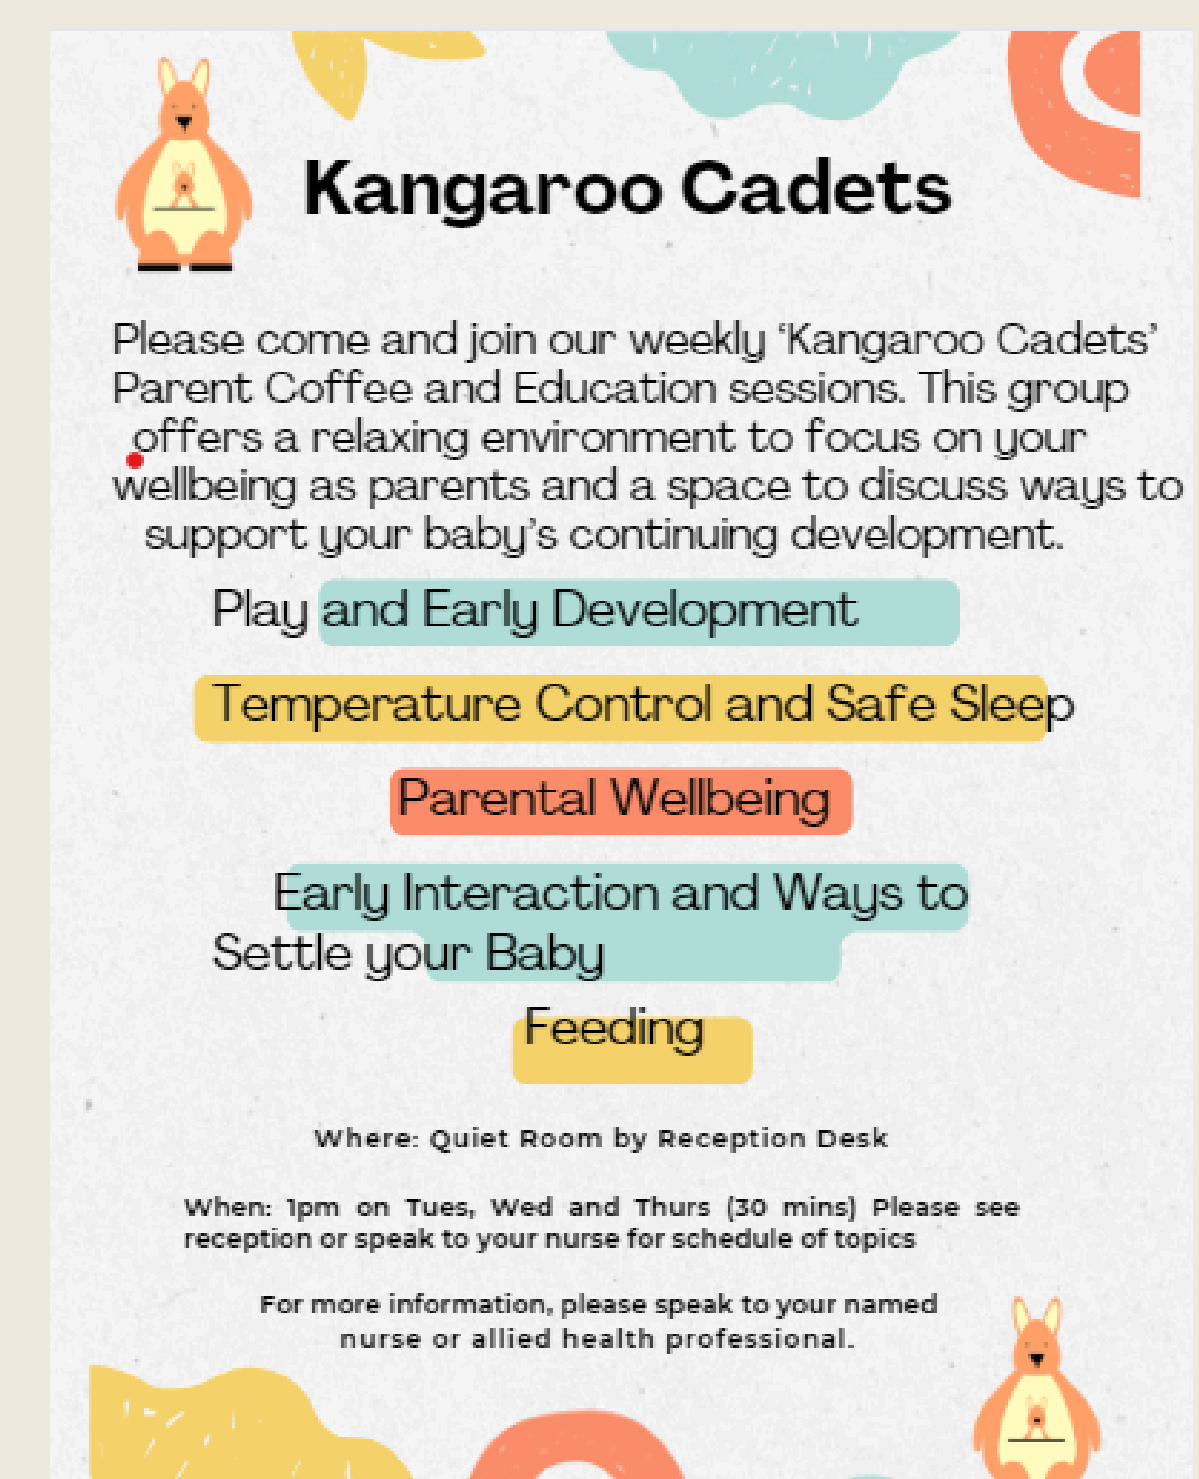 Kangaroo Cadets
Please come and join our weekly ‘Kangaroo Cadets’
Parent Coffee and Education sessions. This group
offers a relaxing environment to focus on your
wellbeing as parents and a space to discuss ways to
support your baby’s continuing development.
Play and Early Development
Temperature Control and Safe Sleep
Parental Wellbeing
Early Interaction and Ways to
Settle your Baby
Feeding
Where: Quiet Room by Reception Desk
When: 1pm on Tues, Wed and Thurs (30 mins) Please see
reception or speak to your nurse for schedule of topics
For more information, please speak to your named
nurse or allied health professional.